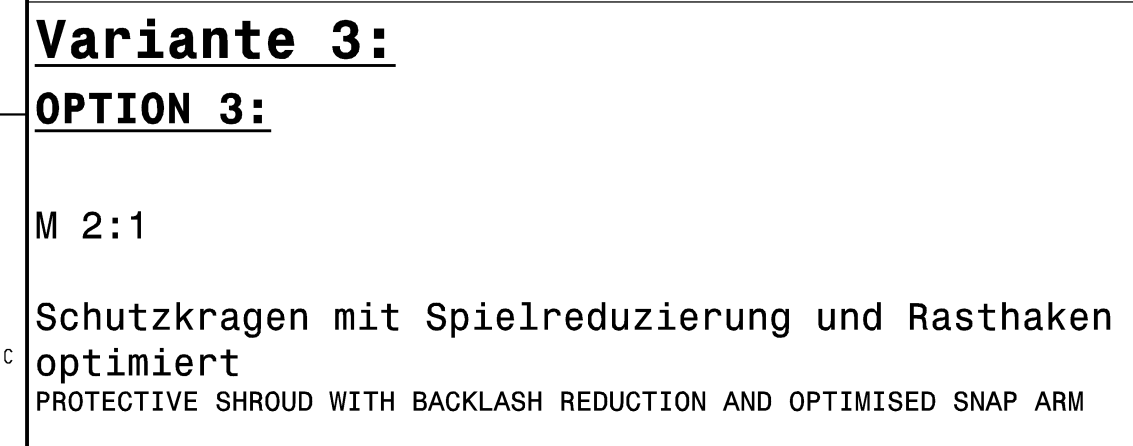 Variante 3:
OPTION 3:
M 2:1
Schutzkragen mit Spielreduzierung und Rasthaken
optimiert
C
PROTECTIVE SHROUD WITH BACKLASH REDUCTION AND OPTIMISED SNAP ARM